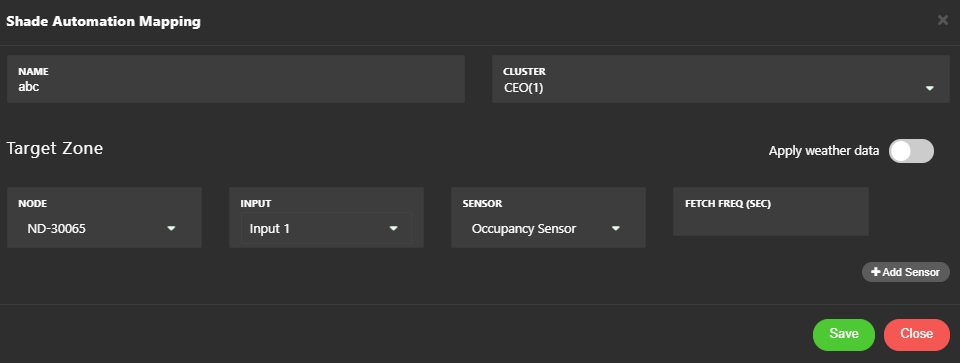 Shade Automation Mapping
NAME
abc
CLUSTER
CEO(1)
Target Zone
Apply weather data
NODE
ND-30065
INPUT
Input 1
SENSOR
Occupancy Sensor
FETCH FREQ (SEC)
Add Sensor
Save
Close